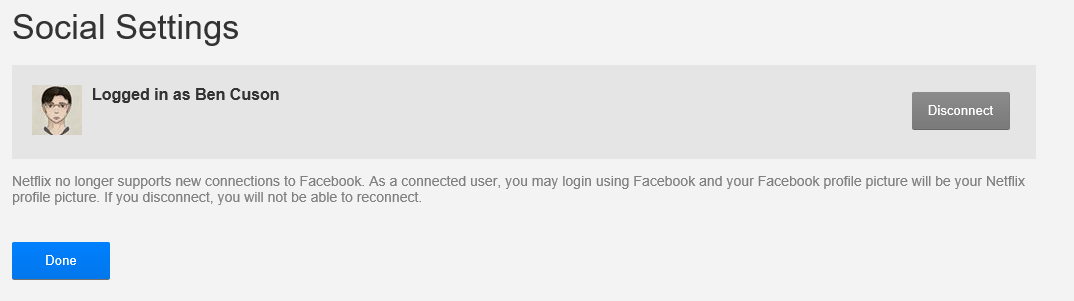 Social Settings
Logged in as Ben Cuson
Disconnect
Netflix no longer supports new connections to Facebook. As a connected user, you may login using Facebook and your Facebook profile picture will be your Netflix
profile picture. If you disconnect, you will not be able to reconnect.
Done